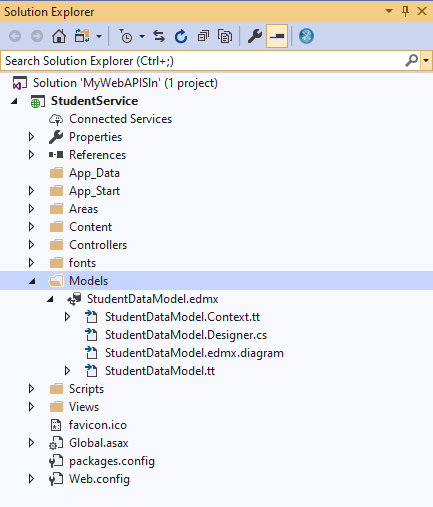 Solution Explorer
Search Solution Explorer (Ctrl+;)
Solution 'MyWebAPISln' (1 project)
StudentService
Connected Services
Properties
References
App_Data
App_Start
Areas
Content
Controllers
fonts
Models
StudentDataModel.edmx
StudentDataModel.Context.tt
StudentDataModel.Designer.cs
StudentDataModel.edmx.diagram
StudentDataModel.tt
Scripts
Views
favicon.ico
Global.asax
packages.config
Web.config